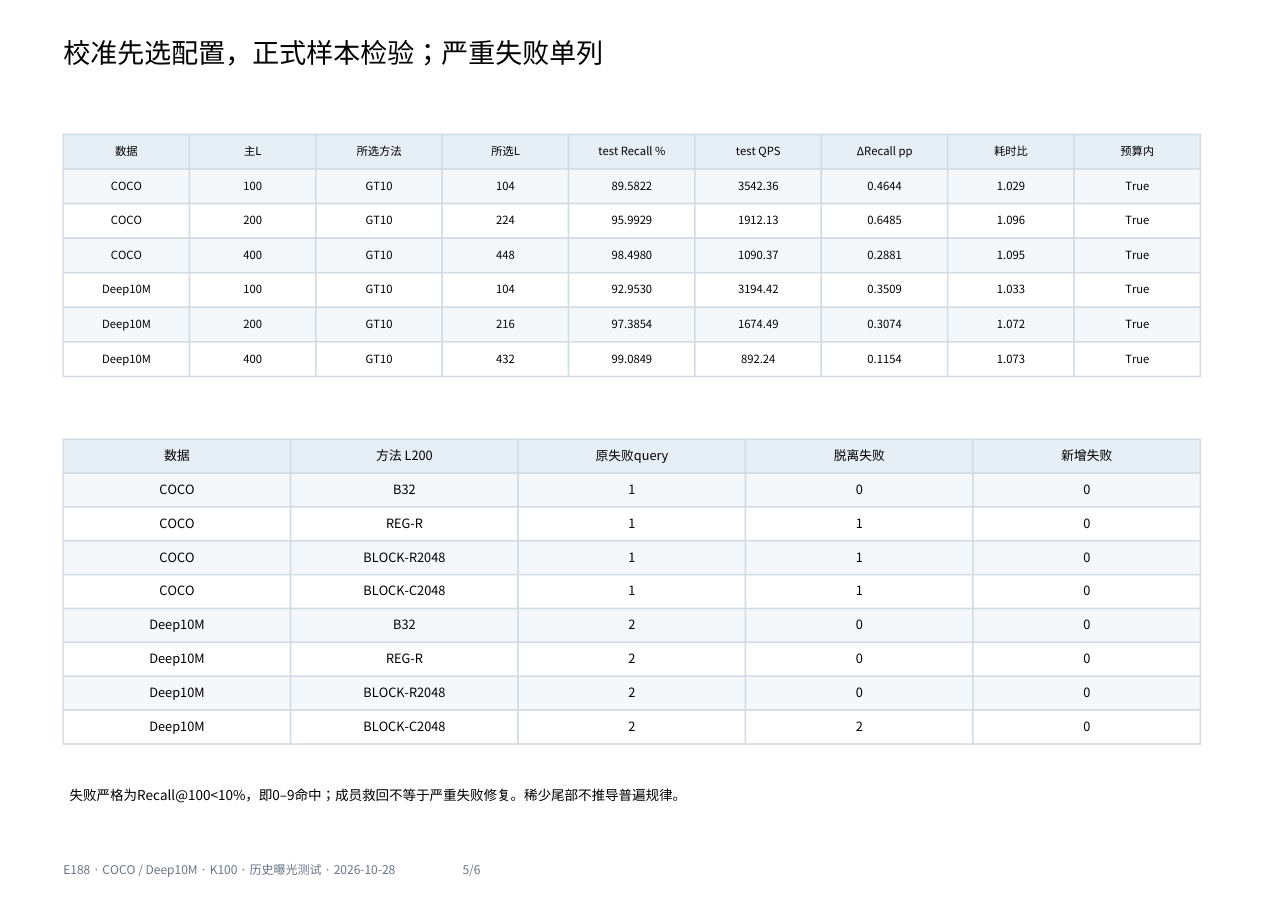 校准先选配置，正式样本检验；严重失败单列
数据 主L 所选方法 所选L test Recall % test QPS ΔRecall pp 耗时比 预算内
COCO 100 GT10 104 89.5822 3542.36 0.4644 1.029 True
COCO 200 GT10 224 95.9929 1912.13 0.6485 1.096 True
COCO 400 GT10 448 98.4980 1090.37 0.2881 1.095 True
Deep10M 100 GT10 104 92.9530 3194.42 0.3509 1.033 True
Deep10M 200 GT10 216 97.3854 1674.49 0.3074 1.072 True
Deep10M 400 GT10 432 99.0849 892.24 0.1154 1.073 True
数据 方法 L200 原失败query 脱离失败 新增失败
COCO B32 1 0 0
COCO REG-R 1 1 0
COCO BLOCK-R2048 1 1 0
COCO BLOCK-C2048 1 1 0
Deep10M B32 2 0 0
Deep10M REG-R 2 0 0
Deep10M BLOCK-R2048 2 0 0
Deep10M BLOCK-C2048 2 2 0
失败严格为Recall@100<10%，即0–9命中；成员救回不等于严重失败修复。稀少尾部不推导普遍规律。
E188 · COCO / Deep10M · K100 · 历史曝光测试 · 2026-10-28 5/6